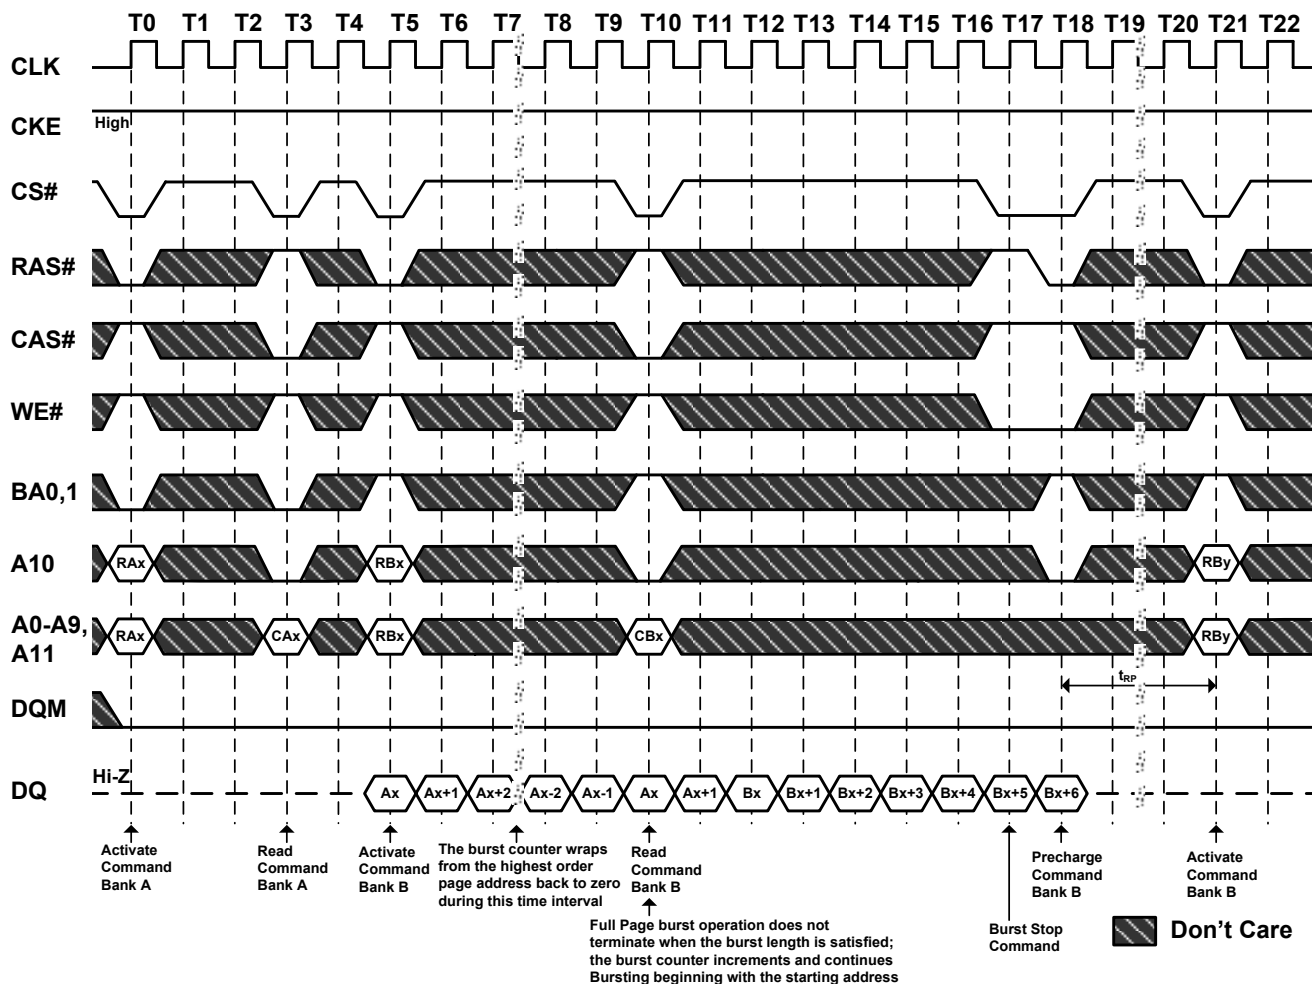 T0 T1 T2 T3 T4 T5 T6 T7 T8 T9 T10 T11 T12 T13 T14 T15 T16 T17 T18 T19 T20 T21 T22
CLK
CKE
High
CS#
RAS#
CAS#
WE#
BA0,1
A10
RAx RBx RBy
A0-A9,
A11
RAx CAx RBx CBx RBy
tRP
DQM
Hi-Z
DQ
Ax Ax+1 Ax+2 Ax-2 Ax-1 Ax Ax+1 Bx Bx+1 Bx+2 Bx+3 Bx+4 Bx+5 Bx+6
Activate
Command
Bank A
Read
Command
Bank A
Activate
Command
Bank B
The burst counter wraps
from the highest order
page address back to zero
during this time interval
Read
Command
Bank B
Full Page burst operation does not
terminate when the burst length is satisfied;
the burst counter increments and continues
Bursting beginning with the starting address
Burst Stop
Command
Precharge
Command
Bank B
Activate
Command
Bank B
Don't Care